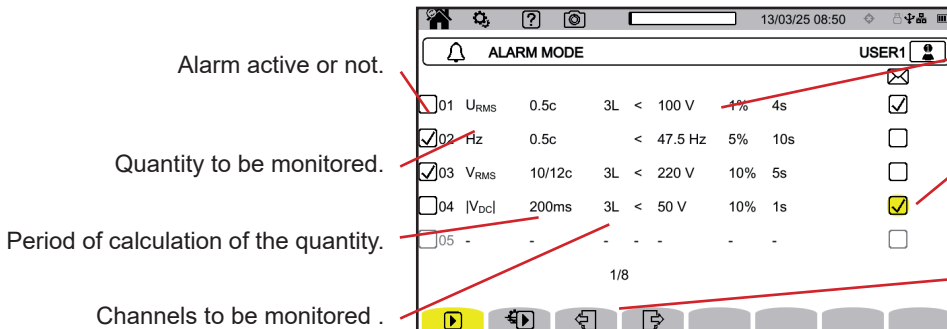 13/03/25 08:50
ALARM MODE USER1
Alarm active or not.
01 URMS 0.5c 3L < 100 V 1% 4s
02 Hz 0.5c < 47.5 Hz 5% 10s
Quantity to be monitored.
03 VRMS 10/12c 3L < 220 V 10% 5s
04 |VDC| 200ms 3L < 50 V 10% 1s
Period of calculation of the quantity.
05 - - - - - - -
1/8
Channels to be monitored .